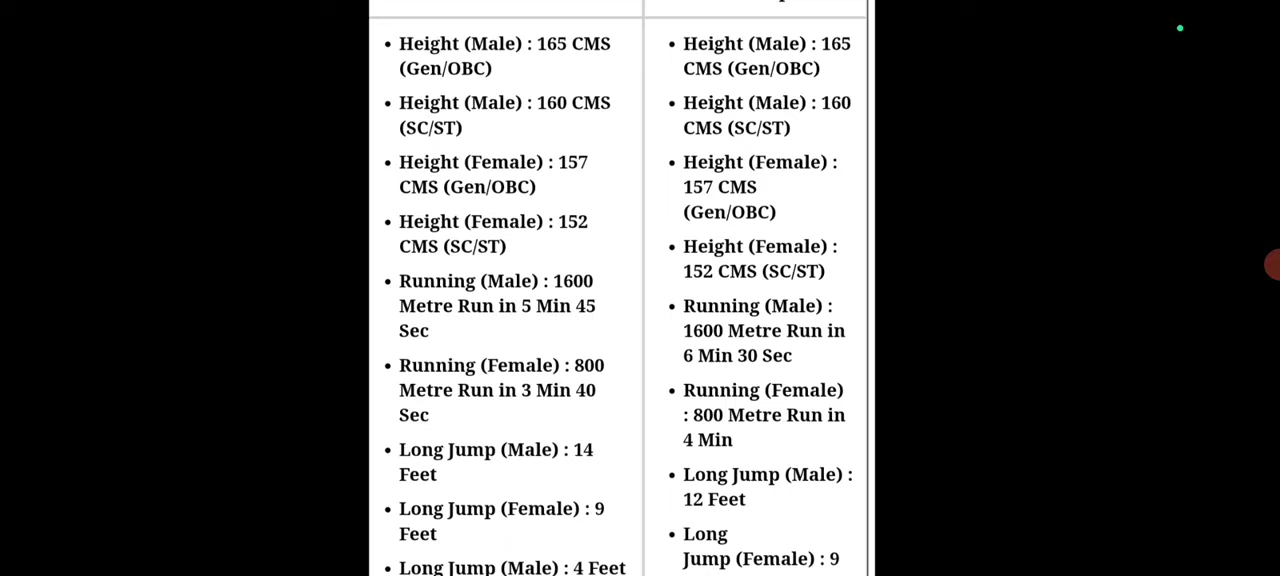 Height (Male) : 165 CMS
(Gen/OBC)
Height (Male) : 160 CMS
(SC/ST)
Height (Female) : 157
CMS (Gen/OBC)
Height (Female) : 152
CMS (SC/ST)
Running (Male) : 1600
Metre Run in 5 Min 45
Sec
Running (Female) : 800
Metre Run in 3 Min 40
Sec
Long Jump (Male) : 14
Feet
Long Jump (Female) : 9
Feet
Long Jump (Male) : 4 Feet
Height (Male) : 165
CMS (Gen/OBC)
Height (Male) : 160
CMS (SC/ST)
Height (Female) :
157 CMS
(Gen/OBC)
Height (Female) :
152 CMS (SC/ST)
Running (Male) :
1600 Metre Run in
6 Min 30 Sec
Running (Female)
: 800 Metre Run in
4 Min
Long Jump (Male) :
12 Feet
Long
Jump (Female) : 9